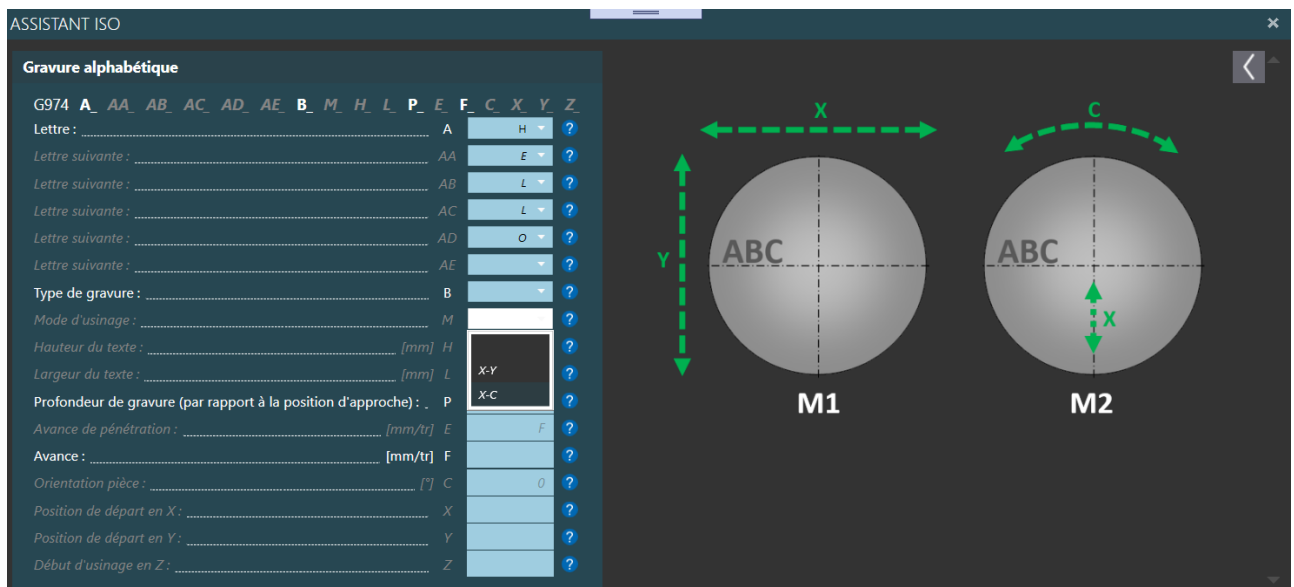 ASSISTANT ISO ×
Gravure alphabétique
G974 A_ AA_ AB_ AC_ AD_ AE_ B_ M_ H_ L_ P_ E_ F_ C_ X_ Y_ Z_
Lettre : A H ?
Lettre suivante : AA E ?
Lettre suivante : AB L ?
Lettre suivante : AC L ?
Lettre suivante : AD O ?
Lettre suivante : AE ?
Type de gravure : B ?
Mode d'usinage : M ?
Hauteur du texte : [mm] H ?
X-Y
Largeur du texte : [mm] L ?
X-C
Profondeur de gravure (par rapport à la position d'approche) : P ?
Avance de pénétration : [mm/tr] E F ?
Avance : [mm/tr] F ?
Orientation pièce : [°] C 0 ?
Position de départ en X : X ?
Position de départ en Y : Y ?
Début d'usinage en Z : Z ?
X
Y
ABC
M1
C
ABC
X
M2